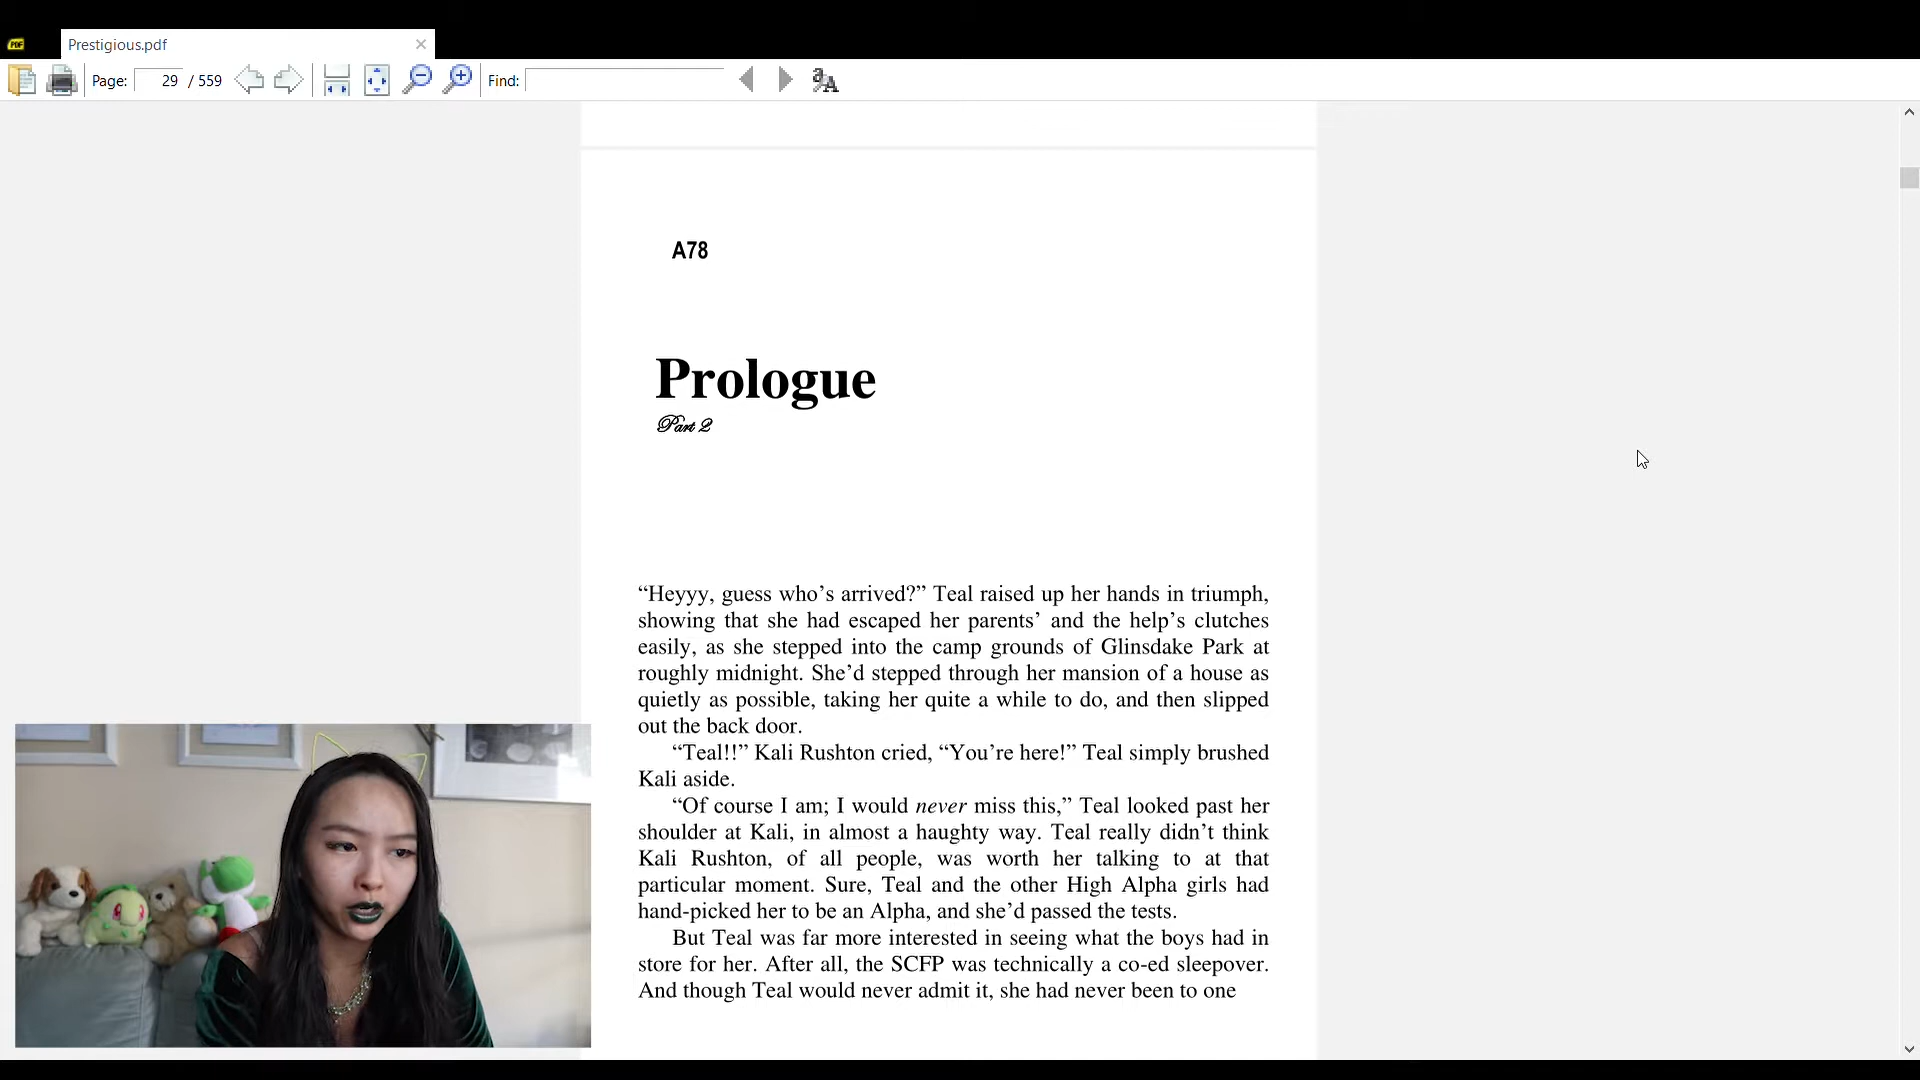 Prestigious.pdf
Page: 29 / 559 Find:
A78
Prologue
Part 2
“Heyyy, guess who’s arrived?” Teal raised up her hands in triumph,
showing that she had escaped her parents’ and the help’s clutches
easily, as she stepped into the camp grounds of Glinsdake Park at
roughly midnight. She’d stepped through her mansion of a house as
quietly as possible, taking her quite a while to do, and then slipped
out the back door.
“Teal!!” Kali Rushton cried, “You’re here!” Teal simply brushed
Kali aside.
“Of course I am; I would never miss this,” Teal looked past her
shoulder at Kali, in almost a haughty way. Teal really didn’t think
Kali Rushton, of all people, was worth her talking to at that
particular moment. Sure, Teal and the other High Alpha girls had
hand-picked her to be an Alpha, and she’d passed the tests.
But Teal was far more interested in seeing what the boys had in
store for her. After all, the SCFP was technically a co-ed sleepover.
And though Teal would never admit it, she had never been to one